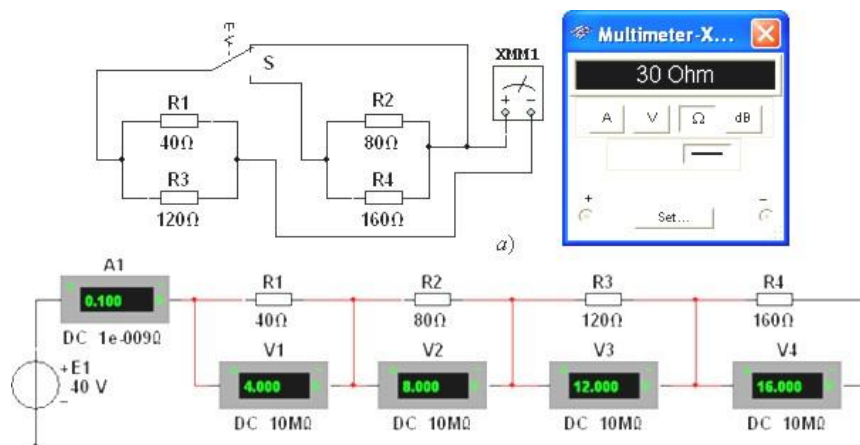 Multimeter-X...
30 Ohm
A V Ω dB
+ −
Set...
S
XMM1
+ −
R1
40Ω
R3
120Ω
R2
80Ω
R4
160Ω
a)
A1
0.100
DC 1e-009Ω
+ E1
40 V
−
R1
40Ω
R2
80Ω
R3
120Ω
R4
160Ω
V1
4.000
DC 10MΩ
V2
8.000
DC 10MΩ
V3
12.000
DC 10MΩ
V4
16.000
DC 10MΩ